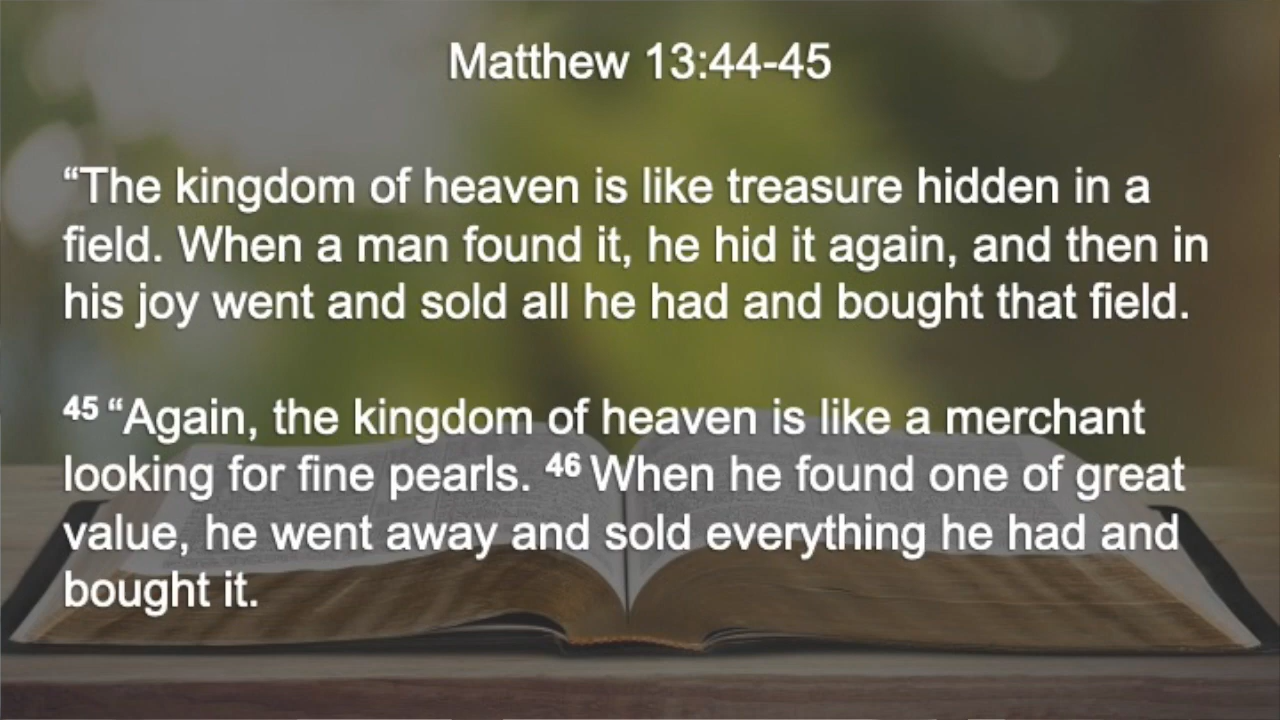 Matthew 13:44-45
“The kingdom of heaven is like treasure hidden in a
field. When a man found it, he hid it again, and then in
his joy went and sold all he had and bought that field.
45 “Again, the kingdom of heaven is like a merchant
looking for fine pearls. 46 When he found one of great
value, he went away and sold everything he had and
bought it.